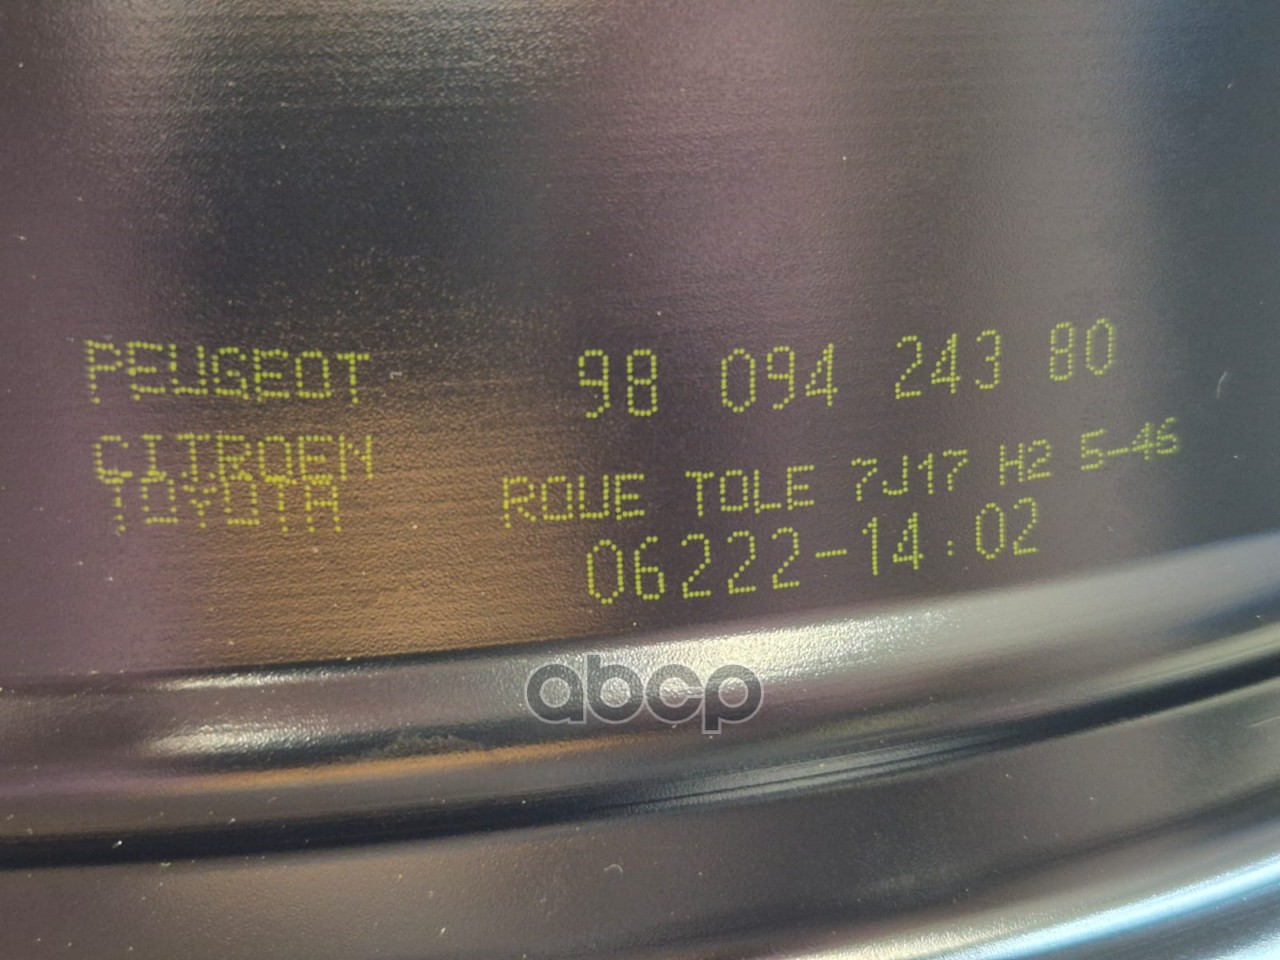 PEUGEOT 98 094 243 80
CITROEN
TOYOTA ROUE TOLE 7J17 H2 5-46
06222-14:02
abcp